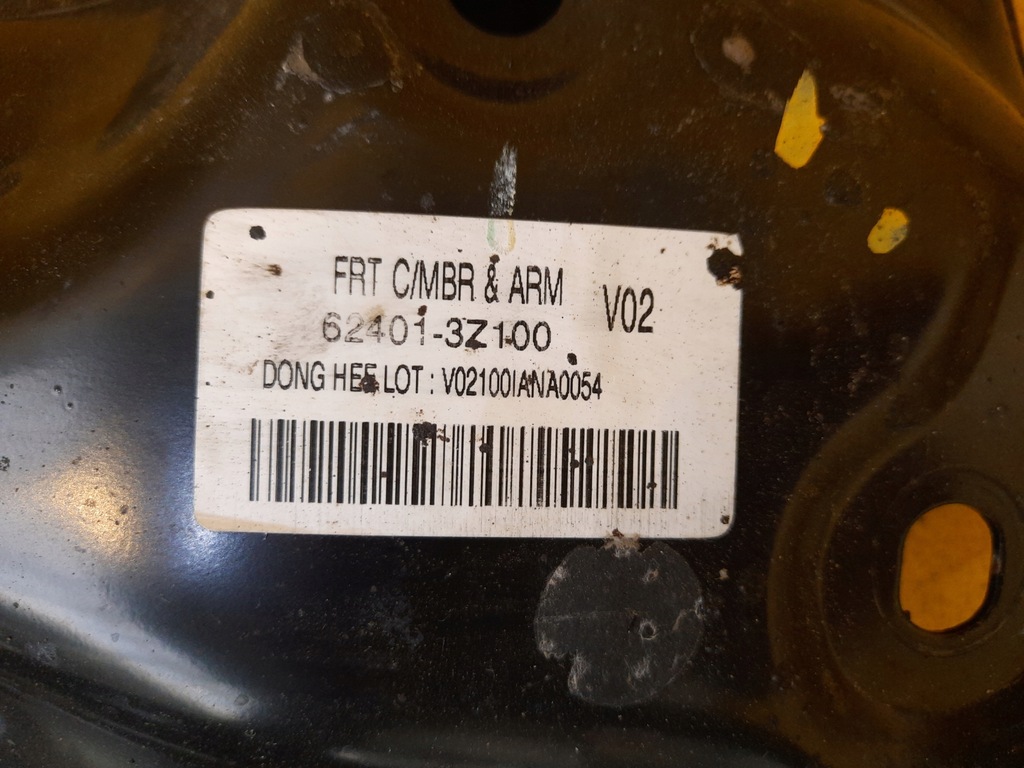 FRT C/MBR & ARM V02
62401-3Z100
DONG HEE LOT : V02100IANA0054